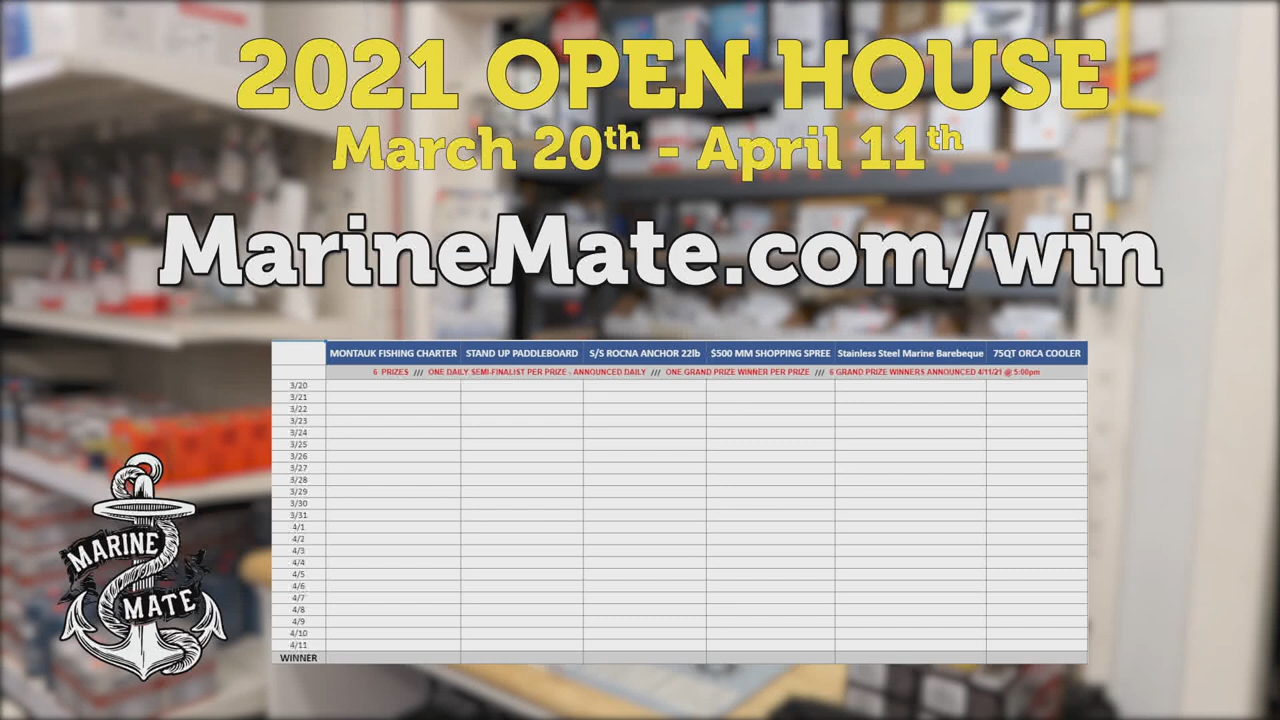 2021 OPEN HOUSE
March 20th - April 11th
MarineMate.com/win
MONTAUK FISHING CHARTER STAND UP PADDLEBOARD S/S ROCNA ANCHOR 22lb $500 MM SHOPPING SPREE Stainless Steel Marine Barebeque 75QT ORCA COOLER
6 PRIZES /// ONE DAILY SEMI-FINALIST PER PRIZE - ANNOUNCED DAILY /// ONE GRAND PRIZE WINNER PER PRIZE /// 6 GRAND PRIZE WINNERS ANNOUNCED 4/11/21 @ 5:00pm
3/20
3/21
3/22
3/23
3/24
3/25
3/26
3/27
3/28
3/29
3/30
3/31
4/1
4/2
4/3
4/4
4/5
4/6
4/7
4/8
4/9
4/10
4/11
WINNER
MARINE
MATE